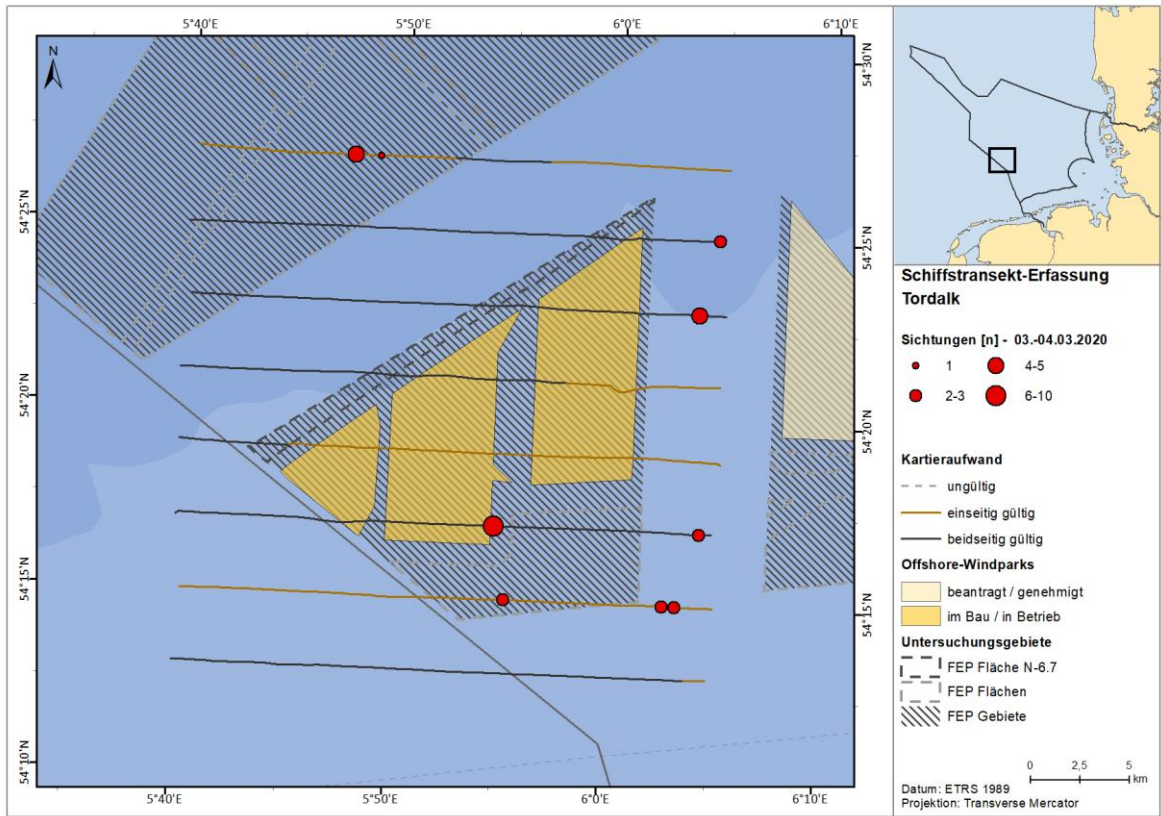 5°40'E 5°50'E 6°0'E 6°10'E
N
54°30'N
54°25'N
54°25'N
54°20'N
54°20'N
54°15'N
54°15'N
54°10'N
5°40'E 5°50'E 6°0'E 6°10'E
Schiffstransekt-Erfassung
Tordalk
Sichtungen [n] - 03.-04.03.2020
1 4-5
2-3 6-10
Kartieraufwand
ungültig
einseitig gültig
beidseitig gültig
Offshore-Windparks
beantragt / genehmigt
im Bau / in Betrieb
Untersuchungsgebiete
FEP Fläche N-6.7
FEP Flächen
FEP Gebiete
0 2,5 5
km
Datum: ETRS 1989
Projektion: Transverse Mercator